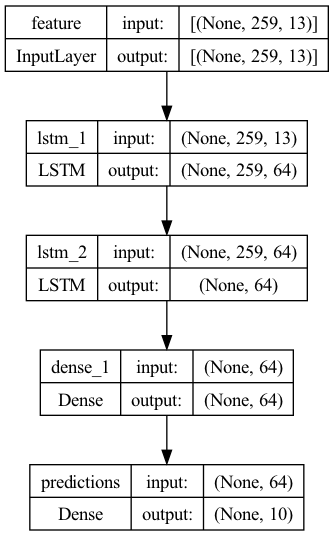 feature input: [(None, 259, 13)]
InputLayer output: [(None, 259, 13)]
lstm_1 input: (None, 259, 13)
LSTM output: (None, 259, 64)
lstm_2 input: (None, 259, 64)
LSTM output: (None, 64)
dense_1 input: (None, 64)
Dense output: (None, 64)
predictions input: (None, 64)
Dense output: (None, 10)